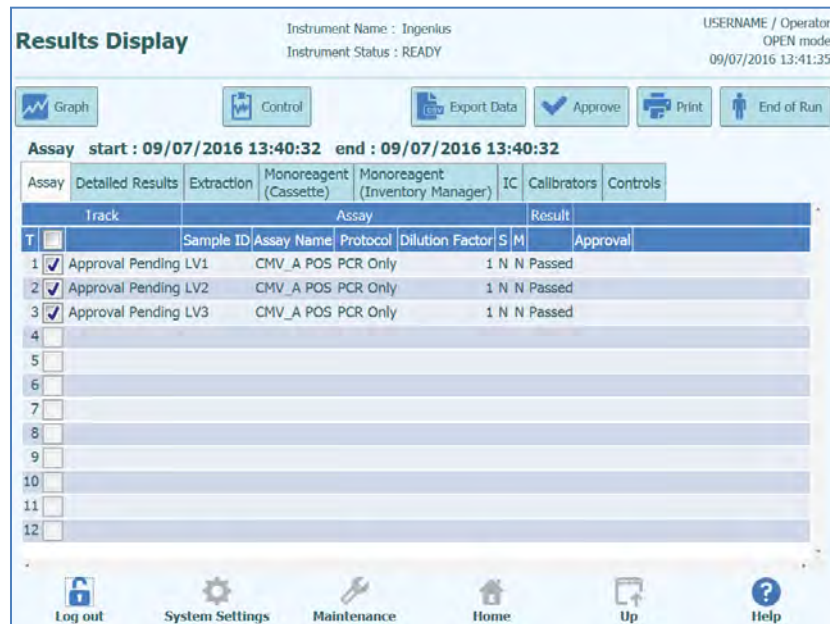 Results Display
Instrument Name : Ingenius
Instrument Status : READY
USERNAME / Operator
OPEN mode
09/07/2016 13:41:35
Graph Control Export Data Approve Print End of Run
Assay start : 09/07/2016 13:40:32 end : 09/07/2016 13:40:32
Assay Detailed Results Extraction Monoreagent (Cassette) Monoreagent (Inventory Manager) IC Calibrators Controls
Track Assay Result
T Sample ID Assay Name Protocol Dilution Factor S M Approval
1 Approval Pending LV1 CMV_A POS PCR Only 1 N N Passed
2 Approval Pending LV2 CMV_A POS PCR Only 1 N N Passed
3 Approval Pending LV3 CMV_A POS PCR Only 1 N N Passed
4
5
6
7
8
9
10
11
12
Log out System Settings Maintenance Home Up Help